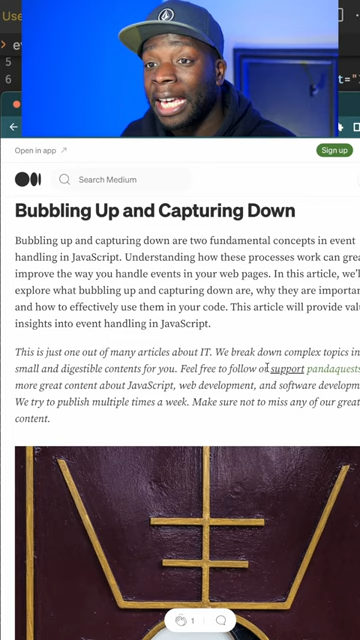 Use
> e
5
6
t="
Open in app ↗
Sign up
Search Medium
Bubbling Up and Capturing Down
Bubbling up and capturing down are two fundamental concepts in event
handling in JavaScript. Understanding how these processes work can grea
improve the way you handle events in your web pages. In this article, we'l
explore what bubbling up and capturing down are, why they are importan
and how to effectively use them in your code. This article will provide val
insights into event handling in JavaScript.
This is just one out of many articles about IT. We break down complex topics in
small and digestible contents for you. Feel free to follow or support pandaquests
more great content about JavaScript, web development, and software developm
We try to publish multiple times a week. Make sure not to miss any of our great
content.
1